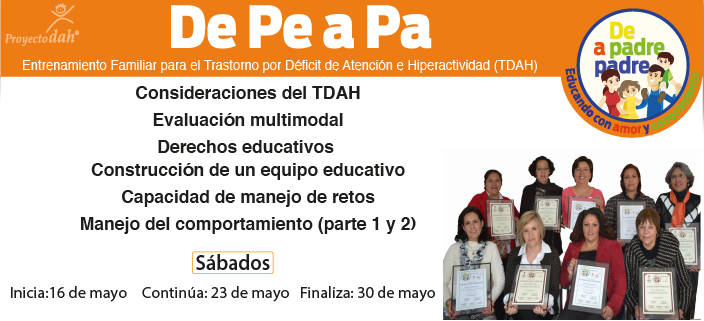 Proyectodah®
De Pe a Pa
Entrenamiento Familiar para el Trastorno por Déficit de Atención e Hiperactividad (TDAH)
De
a padre
padre
Educando con amor y
Consideraciones del TDAH
Evaluación multimodal
Derechos educativos
Construcción de un equipo educativo
Capacidad de manejo de retos
Manejo del comportamiento (parte 1 y 2)
Sábados
Inicia:16 de mayo Continúa: 23 de mayo Finaliza: 30 de mayo